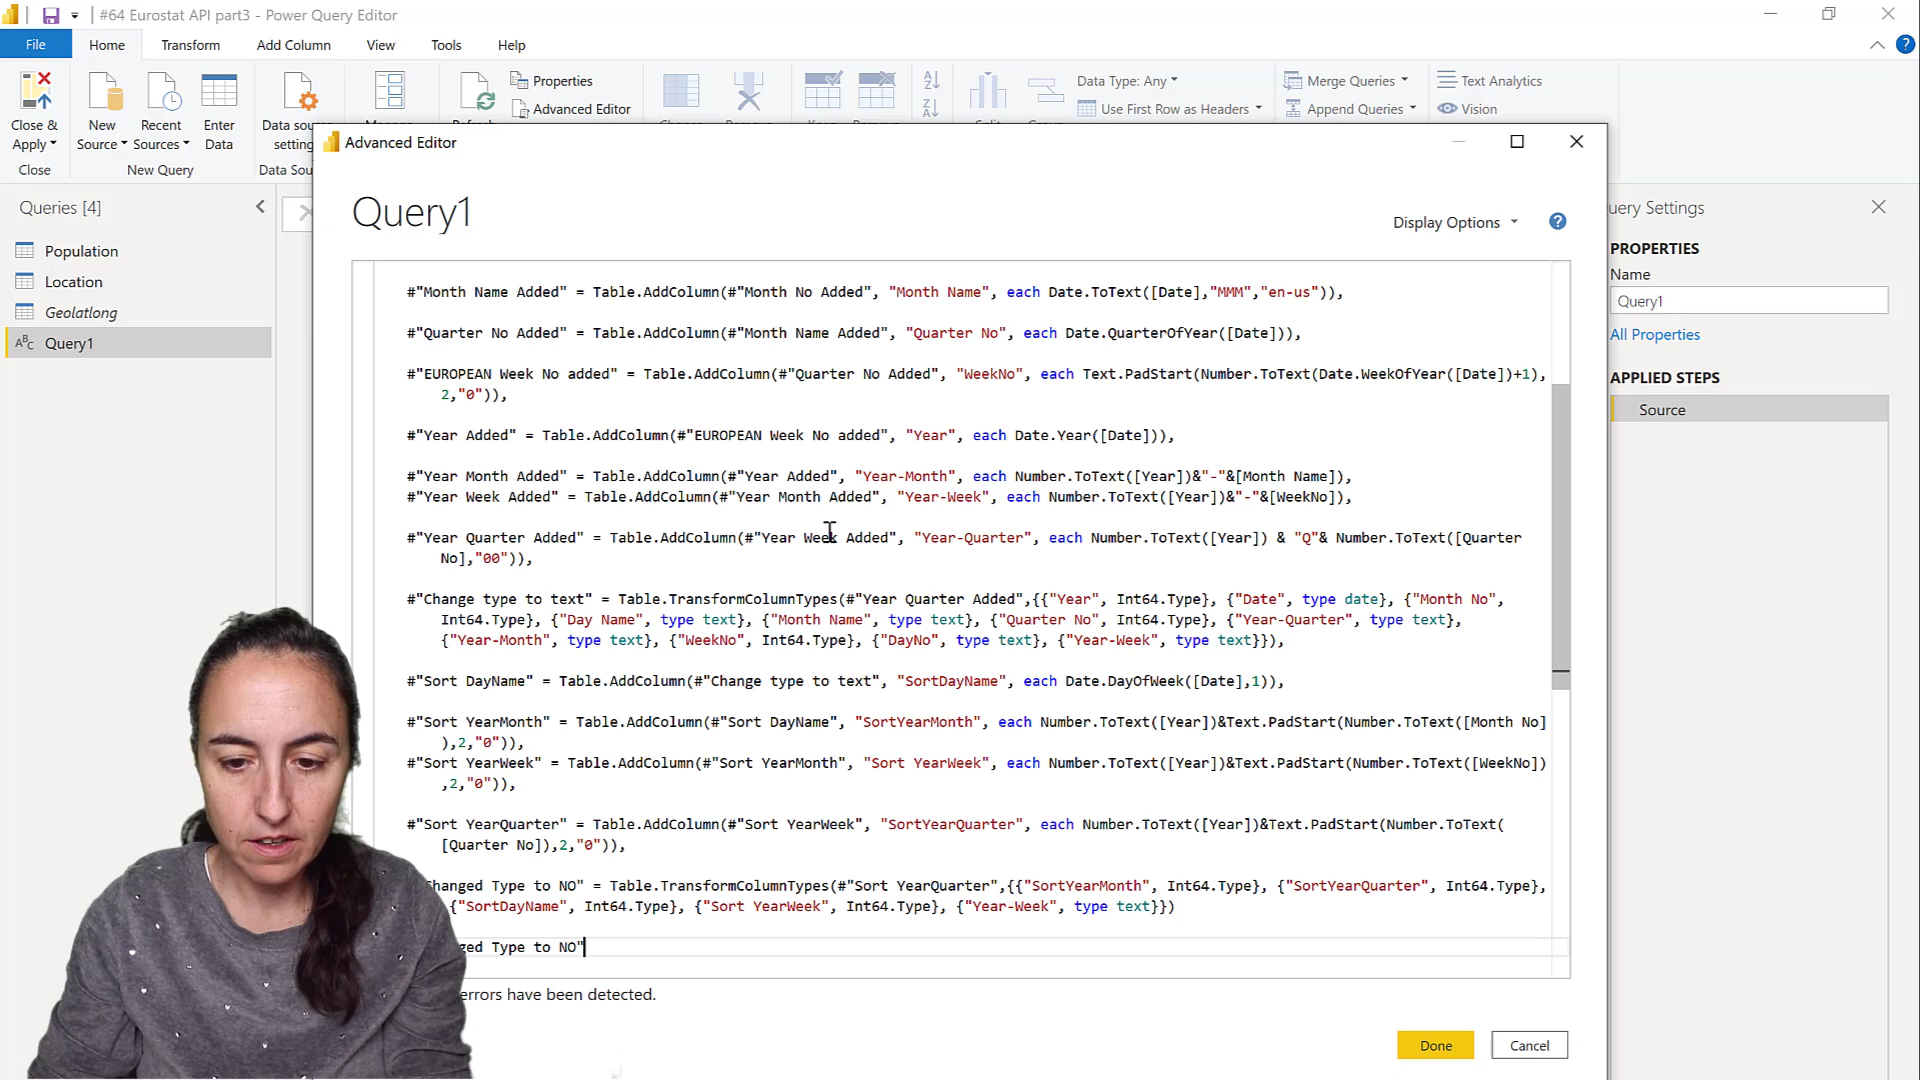 #64 Eurostat API part3 - Power Query Editor
File Home Transform Add Column View Tools Help
Close & Apply
New Source
Recent Sources
Enter Data
Properties
Advanced Editor
Data Type: Any
Use First Row as Headers
Merge Queries
Append Queries
Text Analytics
Vision
Close
New Query
Advanced Editor
Queries [4]
Population
Location
Geolatlong
ABC Query1
Query1
Display Options
#"Month Name Added" = Table.AddColumn(#"Month No Added", "Month Name", each Date.ToText([Date],"MMM","en-us")),
#"Quarter No Added" = Table.AddColumn(#"Month Name Added", "Quarter No", each Date.QuarterOfYear([Date])),
#"EUROPEAN Week No added" = Table.AddColumn(#"Quarter No Added", "WeekNo", each Text.PadStart(Number.ToText(Date.WeekOfYear([Date])+1),
2,"0")),
#"Year Added" = Table.AddColumn(#"EUROPEAN Week No added", "Year", each Date.Year([Date])),
#"Year Month Added" = Table.AddColumn(#"Year Added", "Year-Month", each Number.ToText([Year])&"-"&[Month Name]),
#"Year Week Added" = Table.AddColumn(#"Year Month Added", "Year-Week", each Number.ToText([Year])&"-"&[WeekNo]),
#"Year Quarter Added" = Table.AddColumn(#"Year Week Added", "Year-Quarter", each Number.ToText([Year]) & "Q"& Number.ToText([Quarter
No],"00")),
#"Change type to text" = Table.TransformColumnTypes(#"Year Quarter Added",{{"Year", Int64.Type}, {"Date", type date}, {"Month No",
Int64.Type}, {"Day Name", type text}, {"Month Name", type text}, {"Quarter No", Int64.Type}, {"Year-Quarter", type text},
{"Year-Month", type text}, {"WeekNo", Int64.Type}, {"DayNo", type text}, {"Year-Week", type text}}),
#"Sort DayName" = Table.AddColumn(#"Change type to text", "SortDayName", each Date.DayOfWeek([Date],1)),
#"Sort YearMonth" = Table.AddColumn(#"Sort DayName", "SortYearMonth", each Number.ToText([Year])&Text.PadStart(Number.ToText([Month No]
),2,"0")),
#"Sort YearWeek" = Table.AddColumn(#"Sort YearMonth", "Sort YearWeek", each Number.ToText([Year])&Text.PadStart(Number.ToText([WeekNo])
,2,"0")),
#"Sort YearQuarter" = Table.AddColumn(#"Sort YearWeek", "SortYearQuarter", each Number.ToText([Year])&Text.PadStart(Number.ToText(
[Quarter No]),2,"0")),
hanged Type to NO" = Table.TransformColumnTypes(#"Sort YearQuarter",{{"SortYearMonth", Int64.Type}, {"SortYearQuarter", Int64.Type},
{"SortDayName", Int64.Type}, {"Sort YearWeek", Int64.Type}, {"Year-Week", type text}})
ged Type to NO"
errors have been detected.
Done
Cancel
uery Settings
PROPERTIES
Name
Query1
All Properties
APPLIED STEPS
Source